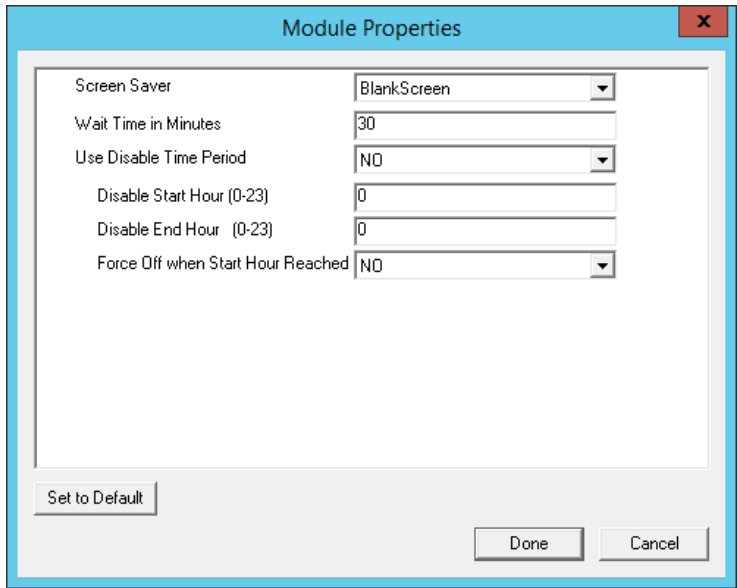 Module Properties
x
Screen Saver BlankScreen
Wait Time in Minutes 30
Use Disable Time Period NO
Disable Start Hour (0-23) 0
Disable End Hour (0-23) 0
Force Off when Start Hour Reached NO
Set to Default
Done Cancel